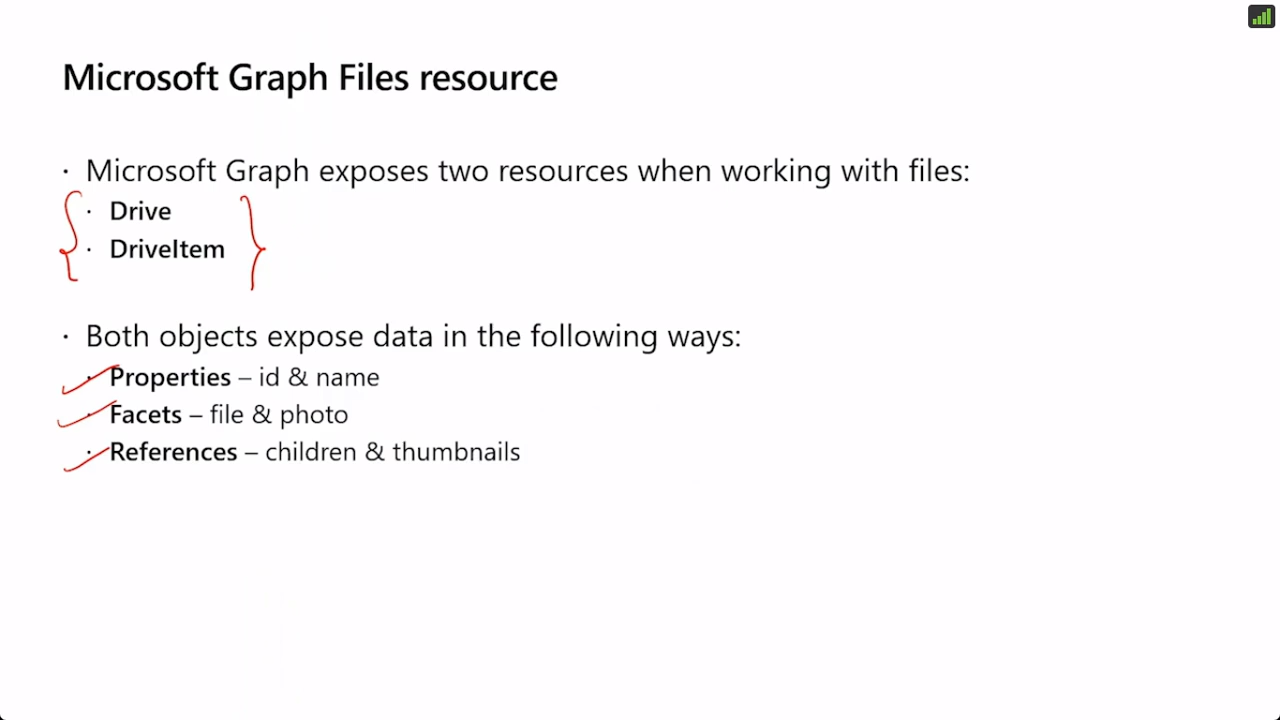 Microsoft Graph Files resource
· Microsoft Graph exposes two resources when working with files:
· Drive
· DriveItem
· Both objects expose data in the following ways:
· Properties – id & name
· Facets – file & photo
· References – children & thumbnails